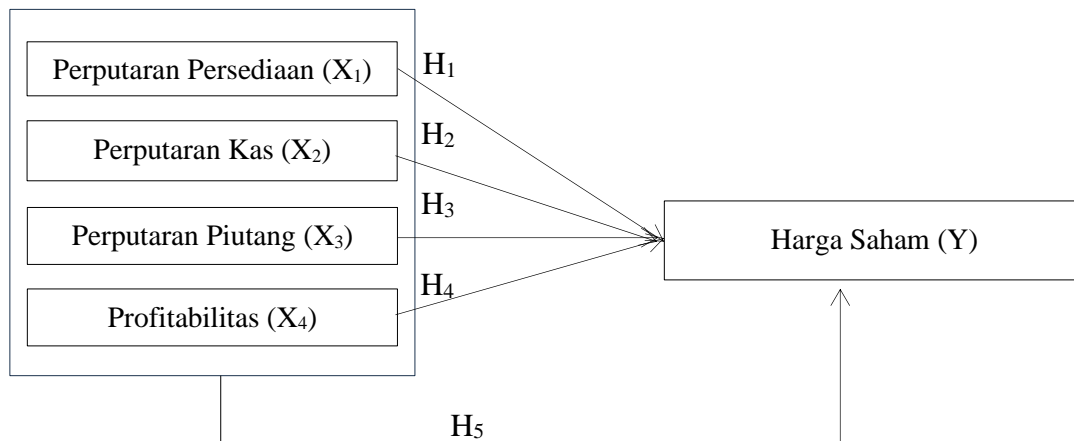 Perputaran Persediaan (X₁)
H₁
Perputaran Kas (X₂)
H₂
Perputaran Piutang (X₃)
H₃
Harga Saham (Y)
Profitabilitas (X₄)
H₄
H₅